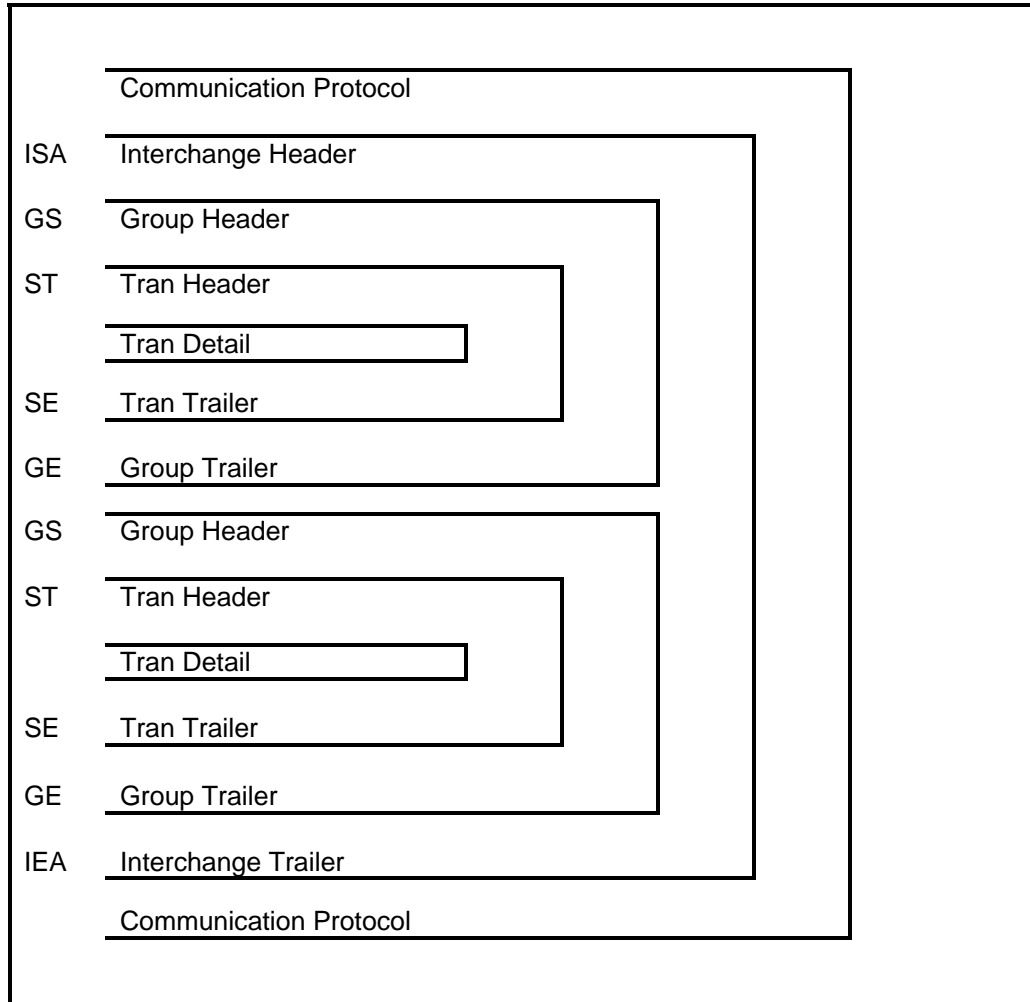 Communication Protocol
ISA Interchange Header
GS Group Header
ST Tran Header
Tran Detail
SE Tran Trailer
GE Group Trailer
GS Group Header
ST Tran Header
Tran Detail
SE Tran Trailer
GE Group Trailer
IEA Interchange Trailer
Communication Protocol